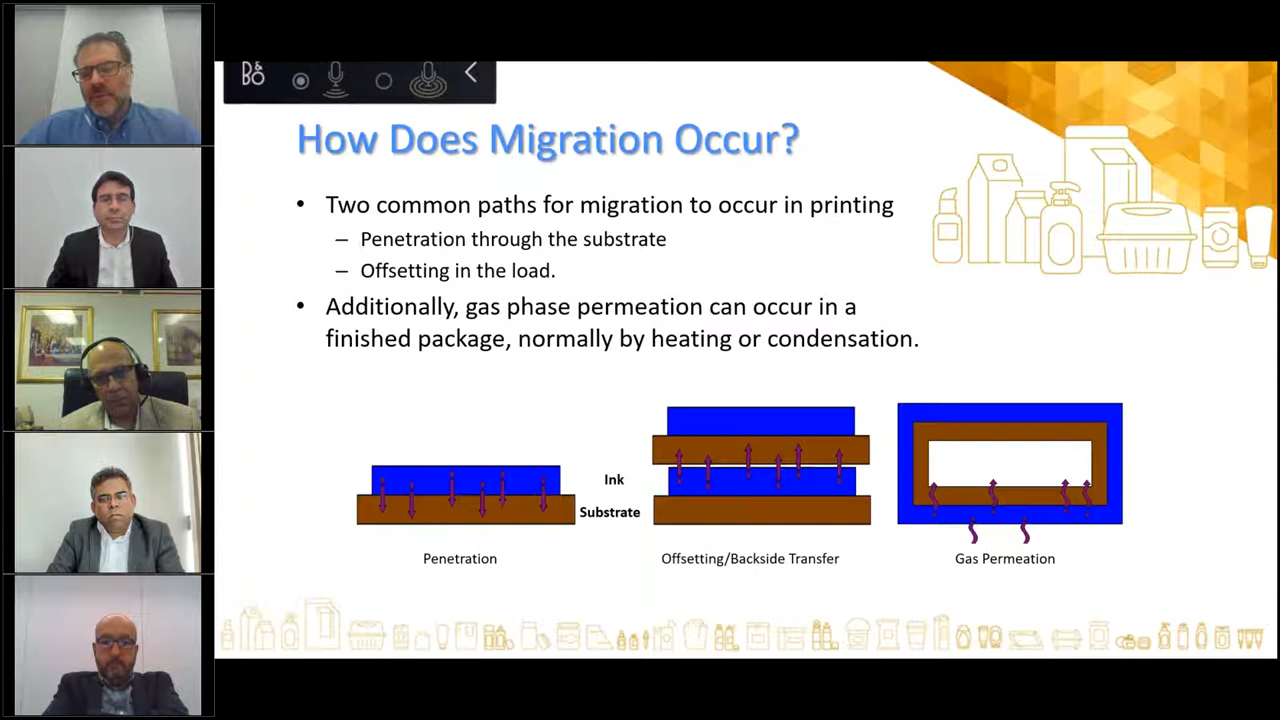 D&
BO
How Does Migration Occur?
• Two common paths for migration to occur in printing
– Penetration through the substrate
– Offsetting in the load.
• Additionally, gas phase permeation can occur in a
finished package, normally by heating or condensation.
Ink
Substrate
Penetration
Offsetting/Backside Transfer
Gas Permeation